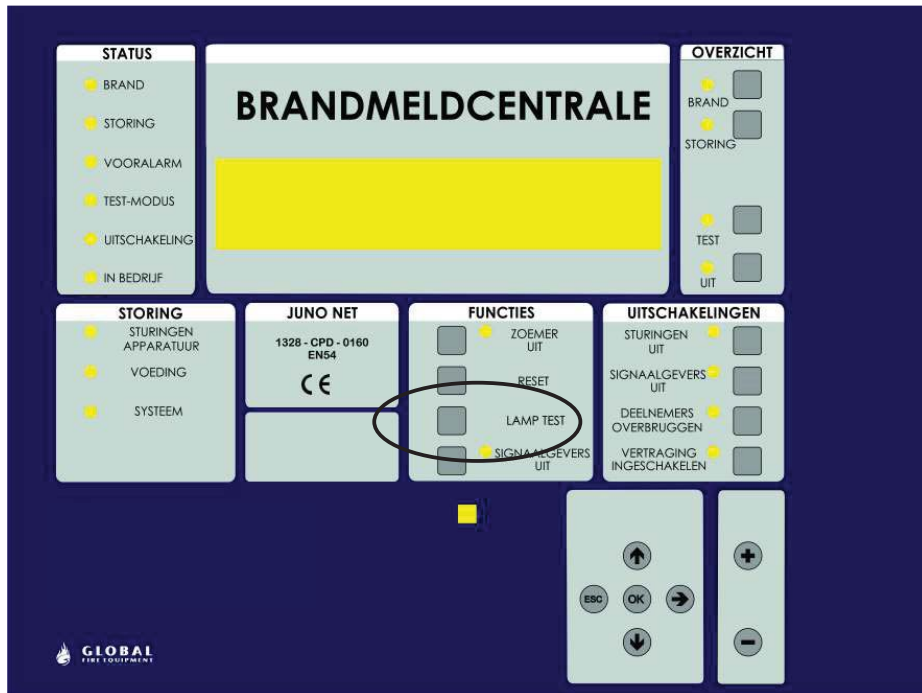 STATUS
BRAND
STORING
VOORALARM
TEST-MODUS
UITSCHAKELING
IN BEDRIJF
BRANDMELDCENTRALE
OVERZICHT
BRAND
STORING
TEST
UIT
STORING
STURINGEN
APPARATUUR
VOEDING
SYSTEEM
JUNO NET
1328 - CPD - 0160
EN54
CE
FUNCTIES
ZOEMER
UIT
RESET
LAMP TEST
SIGNAALGEVERS
UIT
UITSCHAKELINGEN
STURINGEN
UIT
SIGNAALGEVERS
UIT
DEELNEMERS
OVERBRUGGEN
VERTRAGING
INGESCHAKELEN
ESC
OK
+
-
GLOBAL
FIRE EQUIPMENT